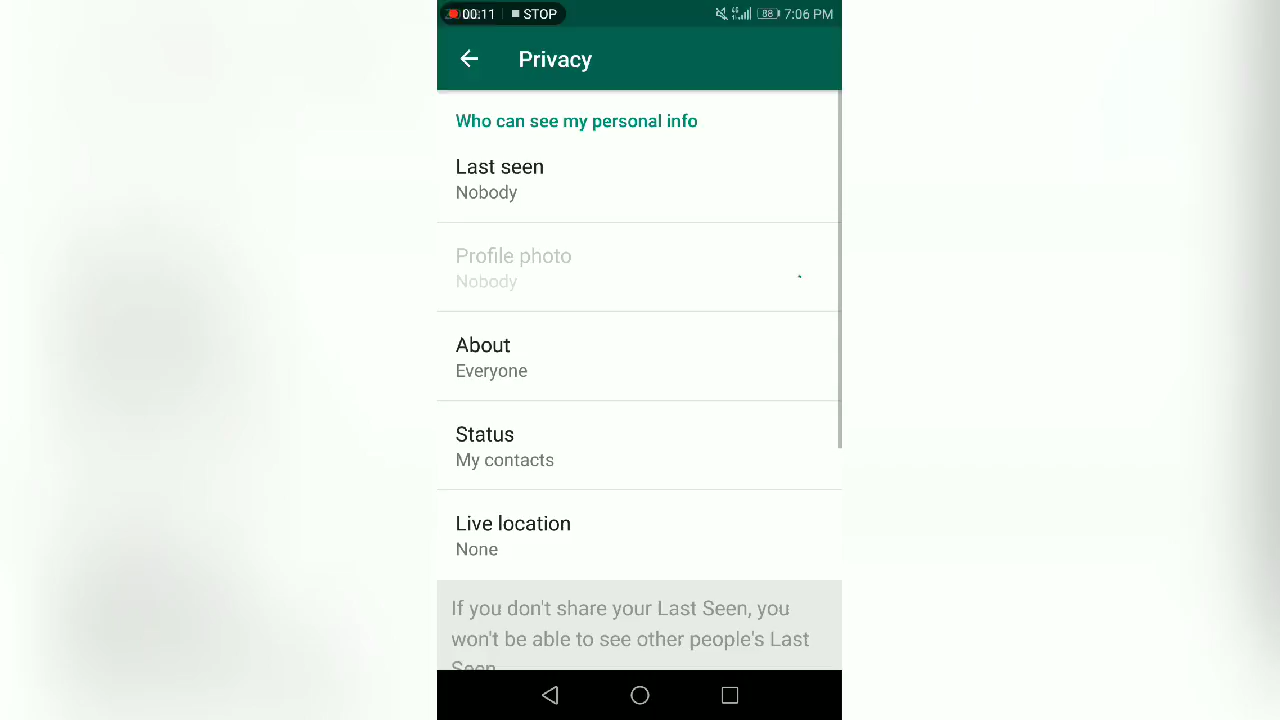 00:11 STOP 88 7:06 PM
Privacy
Who can see my personal info
Last seen
Nobody
Profile photo
Nobody
About
Everyone
Status
My contacts
Live location
None
If you don't share your Last Seen, you
won't be able to see other people's Last
Seen